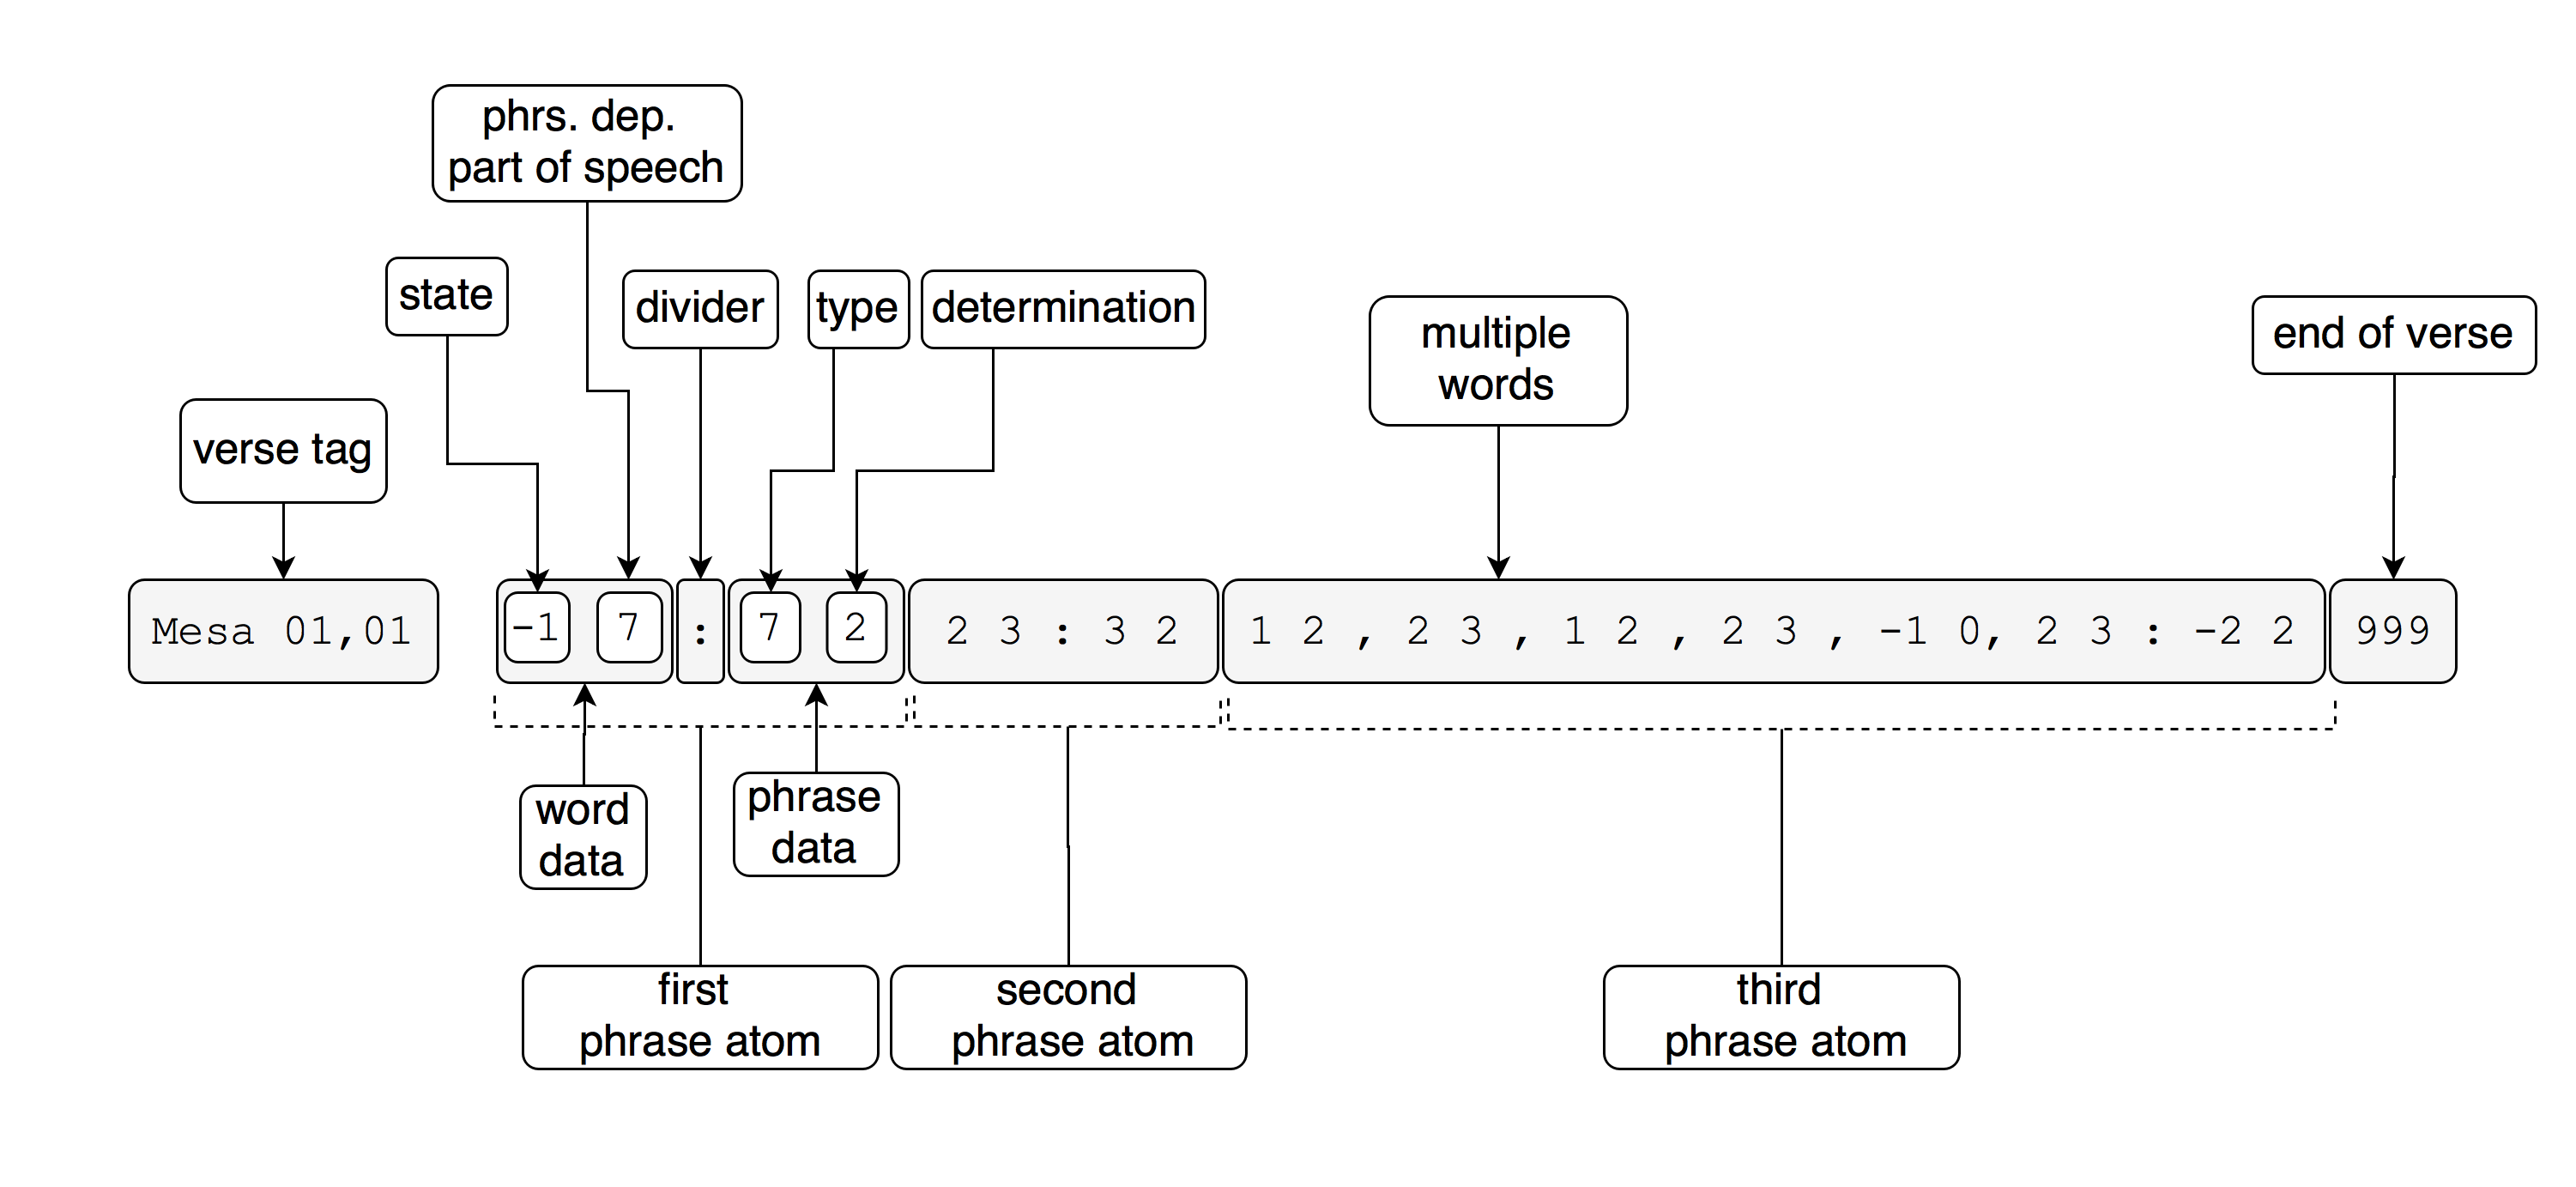 phrs. dep.
part of speech
state
divider
type
determination
multiple
words
end of verse
verse tag
Mesa 01,01 -1 7 : 7 2 2 3 : 3 2 1 2 , 2 3 , 1 2 , 2 3 , -1 0, 2 3 : -2 2 999
word
data
phrase
data
first
phrase atom
second
phrase atom
third
phrase atom